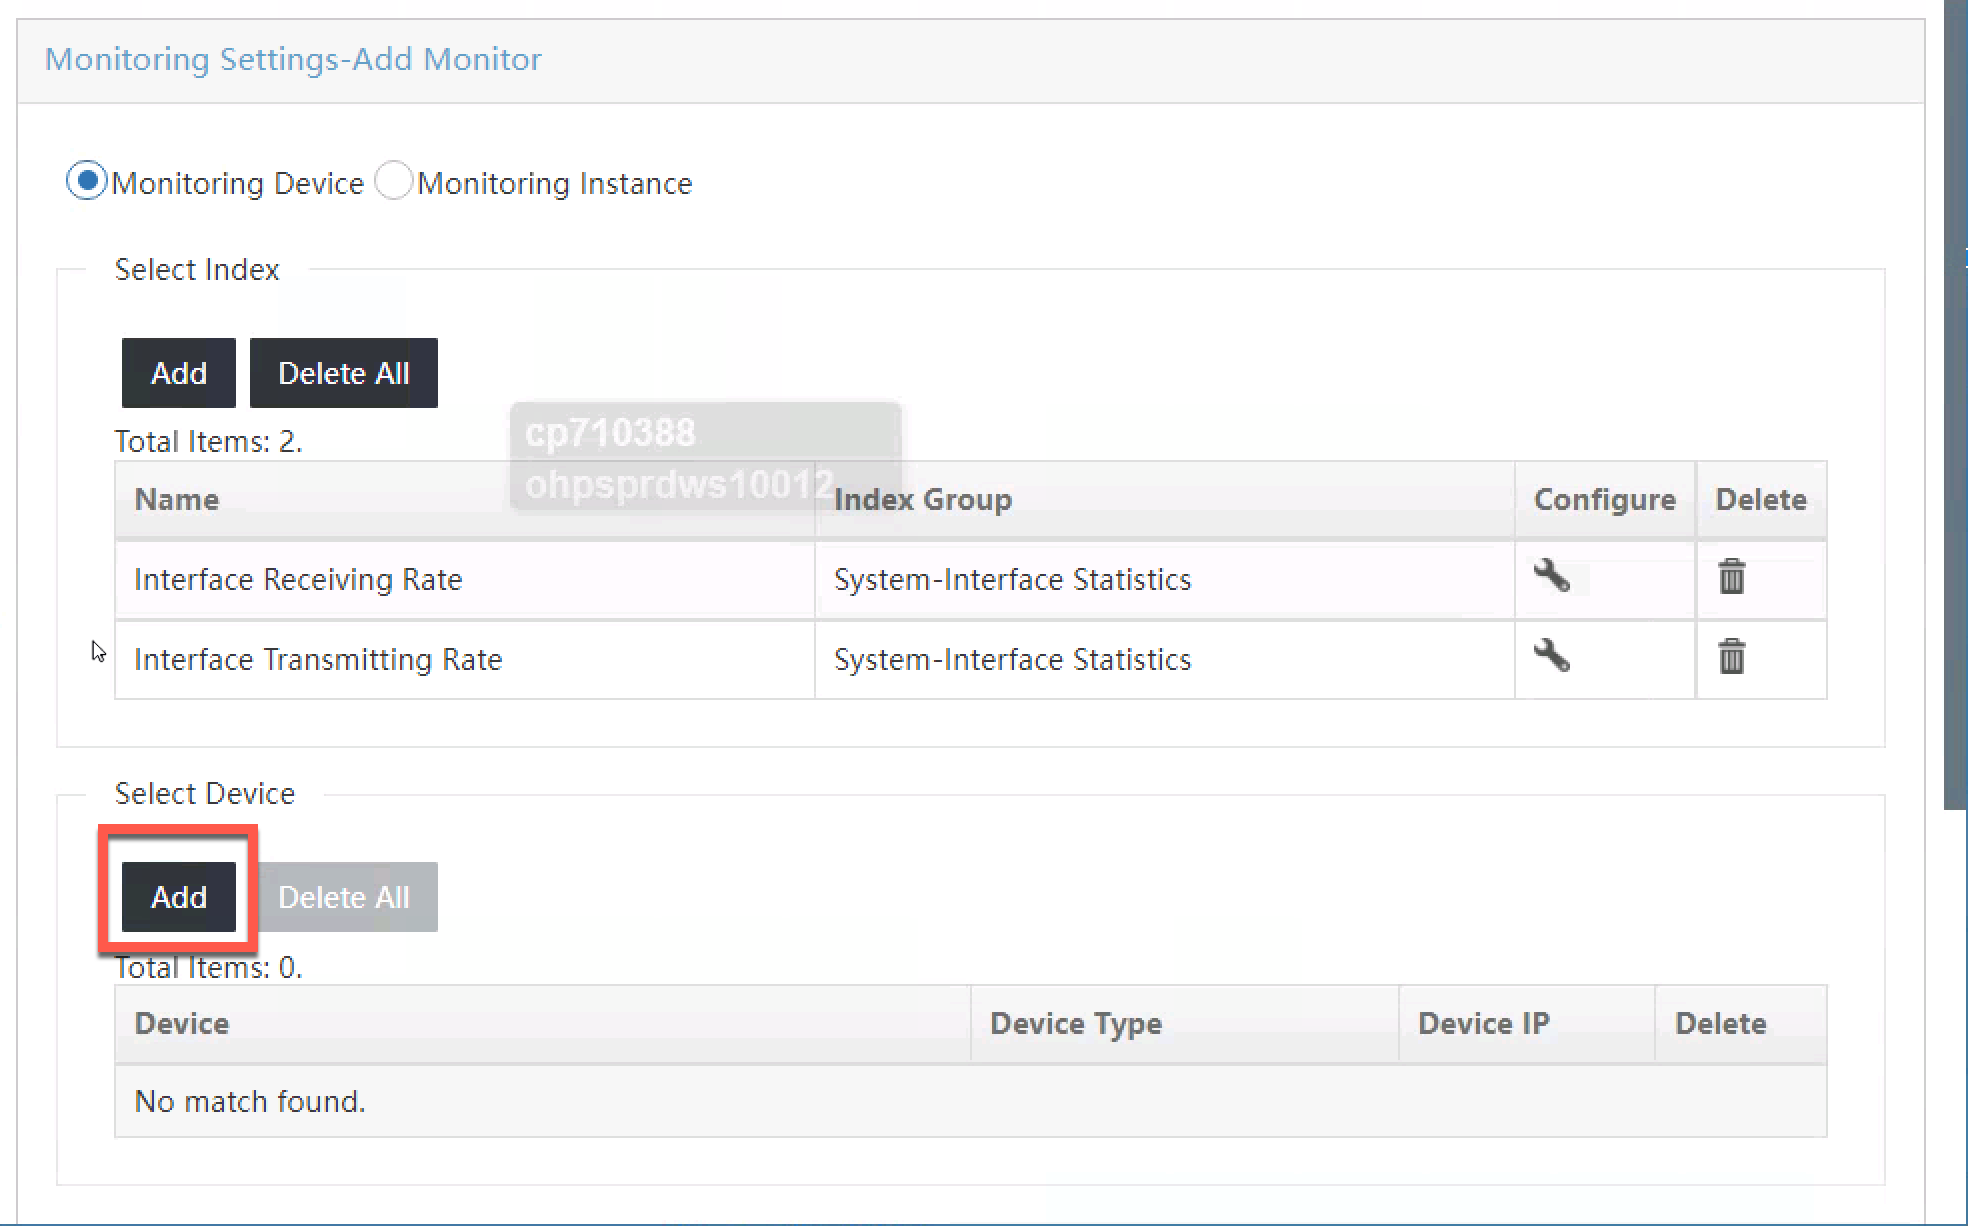 Monitoring Settings-Add Monitor
Monitoring Device Monitoring Instance
Select Index
Add Delete All
cp710388
Total Items: 2.
ohpsprdws10012
Name Index Group Configure Delete
Interface Receiving Rate System-Interface Statistics
Interface Transmitting Rate System-Interface Statistics
Select Device
Add Delete All
Total Items: 0.
Device Device Type Device IP Delete
No match found.